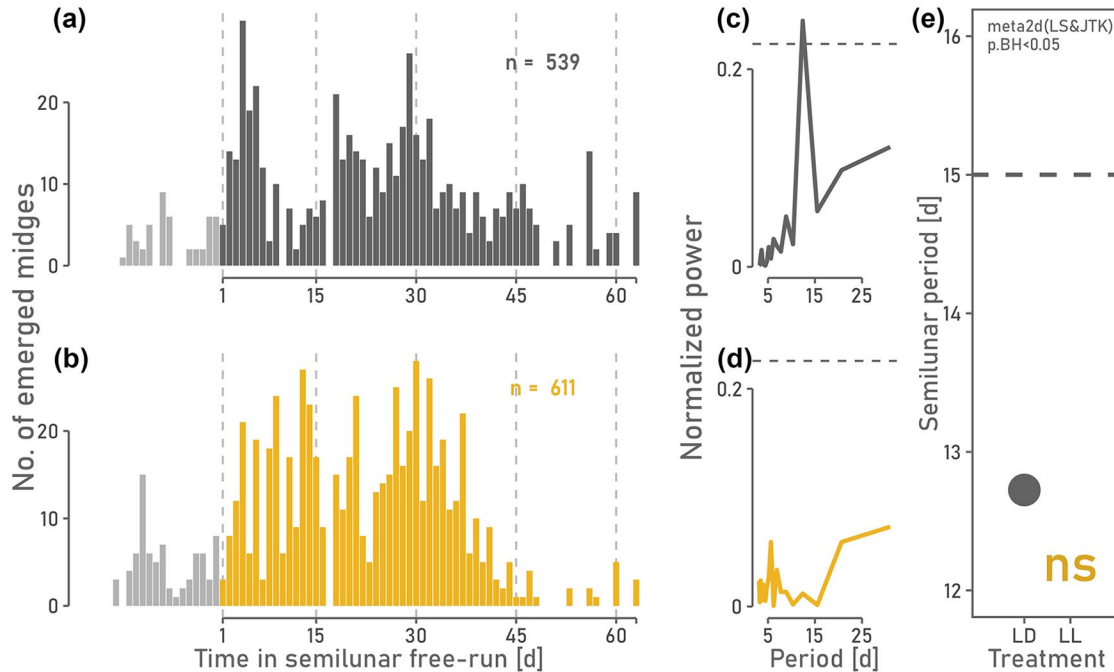 (a)
n = 539
20
10
0
1
15
30
45
60
(b)
n = 611
20
10
0
1
15
30
45
60
No. of emerged midges
Time in semilunar free-run [d]
(c)
0.2
0
5
15
25
(d)
0.2
0
5
15
25
Normalized power
Period [d]
(e)
meta2d(LS&JTK)
p.BH<0.05
16
15
14
13
12
Semilunar period [d]
ns
LD LL
Treatment